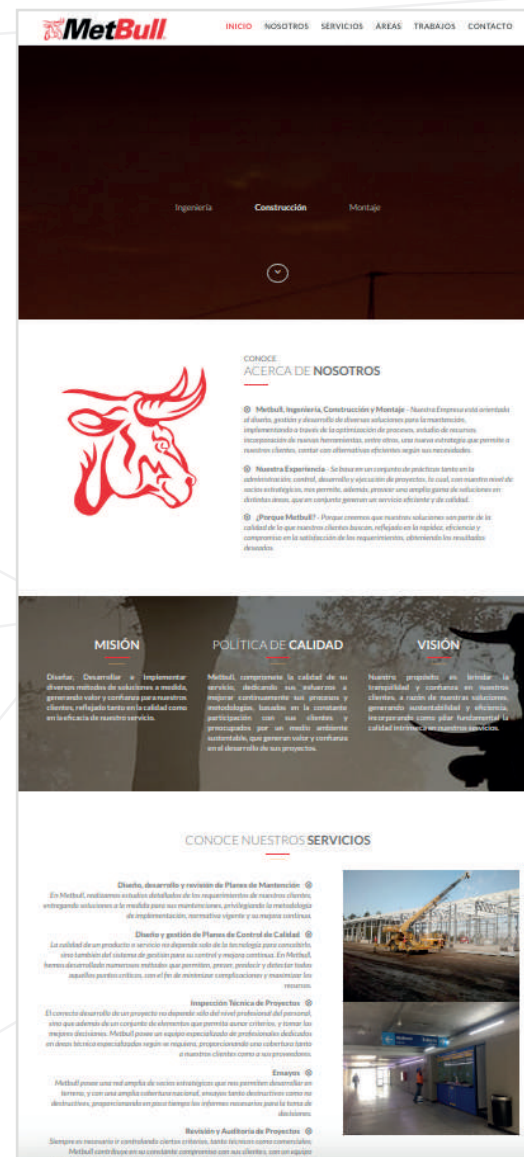 MetBull
INICIO NOSOTROS SERVICIOS AREAS TRABAJOS CONTACTO
Ingeniería Construcción Montaje
CONOCE
ACERCA DE NOSOTROS
Metbull, Ingeniería, Construcción y Montaje - Nuestra Empresa está orientada
al diseño, gestión y desarrollo de diversas soluciones para la mantención,
implementando a través de la optimización de procesos, estudio de recursos,
incorporación de nuevas herramientas, entre otros, una nueva estrategia que permite a
nuestros clientes, contar con alternativas eficientes según sus necesidades.
Nuestra Experiencia - Se basa en un conjunto de prácticas tanto en la
administración, control, desarrollo y ejecución de proyectos, lo cual, con nuestro nivel de
socios estratégicos, nos permite, además, proveer una amplia gama de soluciones en
distintas áreas, que en conjunto generan un servicio eficiente y de calidad.
¿Porque Metbull? - Porque creemos que nuestras soluciones son parte de la
calidad de lo que nuestros clientes buscan, reflejado en la rapidez, eficiencia y
compromiso en la satisfacción de los requerimientos, obteniendo los resultados
deseados.
MISIÓN
Diseñar, Desarrollar e Implementar
diversos métodos de soluciones a medida,
generando valor y confianza para nuestros
clientes, reflejado tanto en la calidad como
en la eficacia de nuestro servicio.
POLÍTICA DE CALIDAD
Metbull, compromete la calidad de su
servicio, dedicando sus esfuerzos a
mejorar continuamente sus procesos y
metodologías, basados en la constante
participación con sus clientes y
preocupados por un medio ambiente
sustentable, que generan valor y confianza
en el desarrollo de sus proyectos.
VISIÓN
Nuestro propósito es brindar la
tranquilidad y confianza en nuestros
clientes, a razón de nuestras soluciones,
generando sustentabilidad y eficiencia,
incorporando como pilar fundamental la
calidad intrínseca en nuestros servicios.
CONOCE NUESTROS SERVICIOS
Diseño, desarrollo y revisión de Planes de Mantención
En Metbull, realizamos estudios detallados de los requerimientos de nuestros clientes,
entregando soluciones a la medida para sus mantenciones, privilegiando la metodología
de implementación, normativa vigente y su mejora continua.
Diseño y gestión de Planes de Control de Calidad
La calidad de un producto o servicio no depende solo de la tecnología para concebirlo,
sino también del sistema de gestión para su control y mejora continua. En Metbull,
hemos desarrollado numerosos métodos que permiten, prever, predecir y detectar todos
aquellos puntos críticos, con el fin de minimizar complicaciones y maximizar los
recursos.
Inspección Técnica de Proyectos
El correcto desarrollo de un proyecto no depende sólo del nivel profesional del personal,
sino que además de un conjunto de elementos que permita aunar criterios, y tomar las
mejores decisiones. Metbull posee un equipo especializado de profesionales dedicados
en áreas técnica especializadas según se requiera, proporcionando una cobertura tanto
a nuestros clientes como a sus proveedores.
Ensayos
Metbull posee una red amplia de socios estratégicos que nos permiten desarrollar en
terreno, y con una amplia cobertura nacional, ensayos tanto destructivos como no
destructivos, proporcionando en poco tiempo los informes necesarios para la toma de
decisiones.
Revisión y Auditoría de Proyectos
Siempre es necesario ir controlando ciertos criterios, tanto técnicos como comerciales;
Metbull contribuye en su constante compromiso con sus clientes, con un equipo